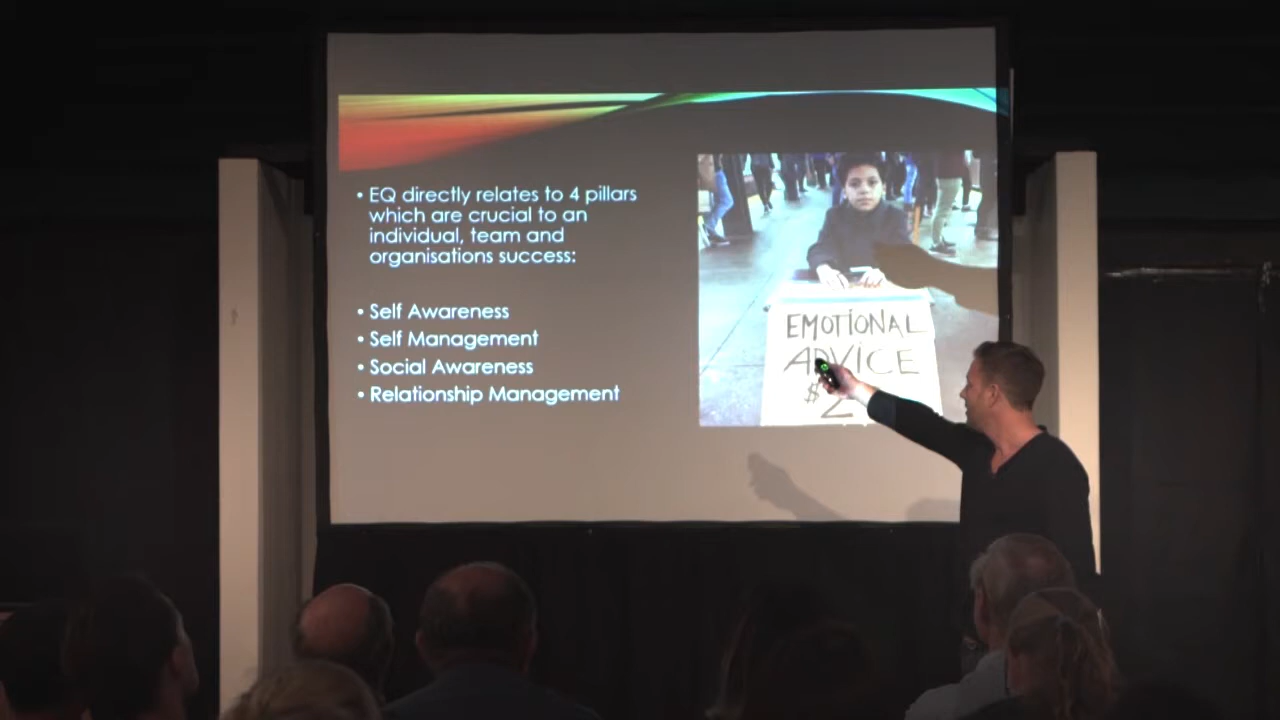 • EQ directly relates to 4 pillars
which are crucial to an
individual, team and
organisations success:
• Self Awareness
• Self Management
• Social Awareness
• Relationship Management
EMOTIONAL
ADVICE
$2